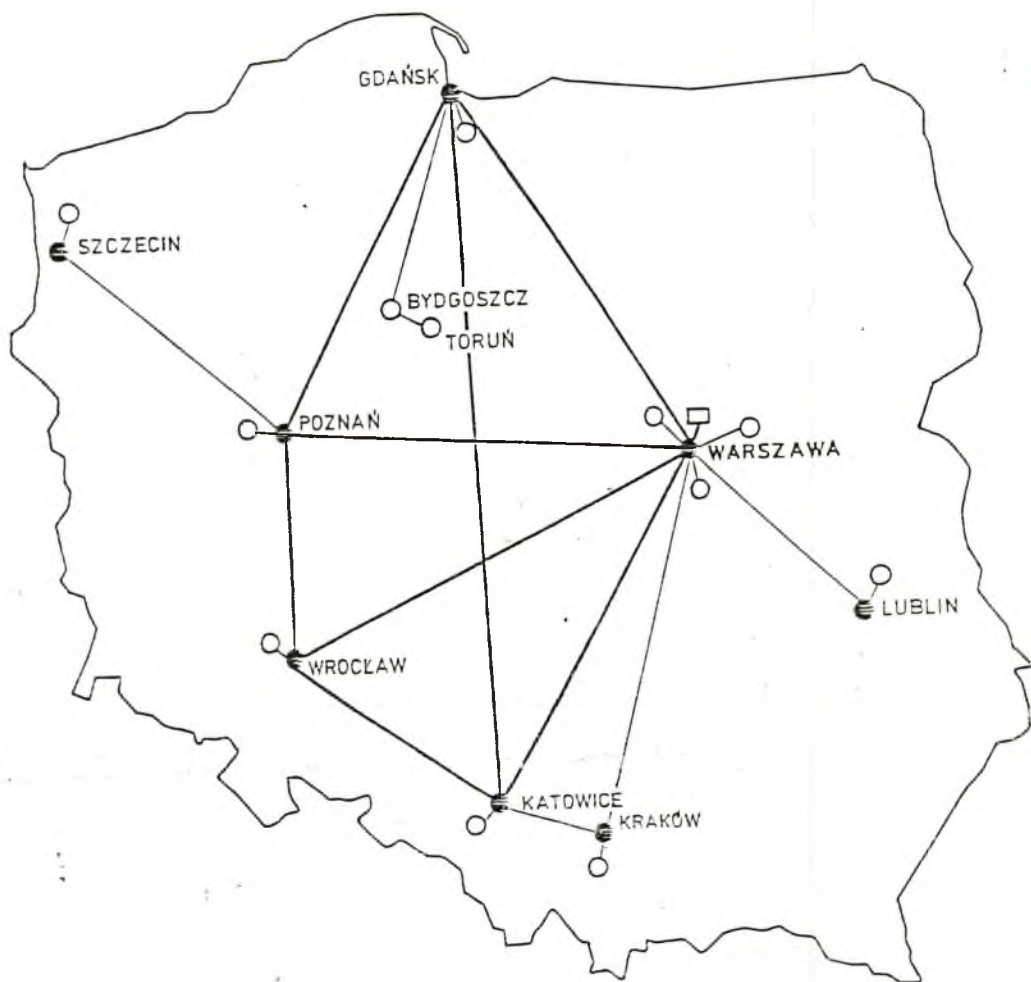 GDAŃSK
SZCZECIN
BYDGOSZCZ
TORUŃ
POZNAŃ
WARSZAWA
LUBLIN
WROCŁAW
KATOWICE
KRAKÓW